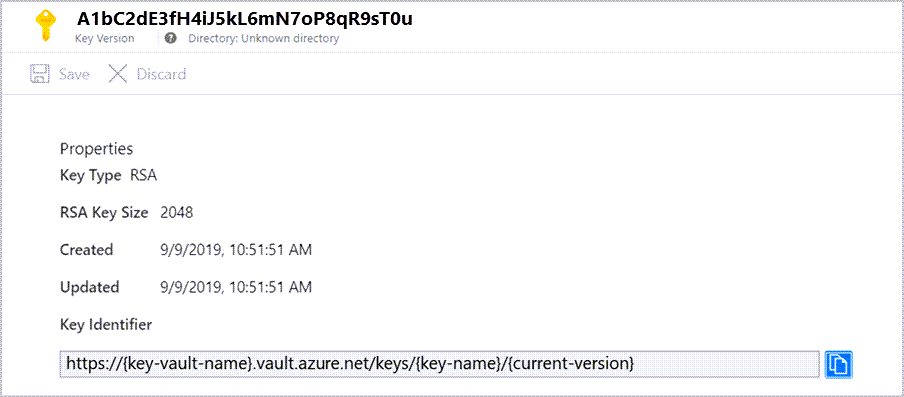 A1bC2dE3fH4iJ5kL6mN7oP8qR9sT0u
Key Version ? Directory: Unknown directory
Save Discard
Properties
Key Type RSA
RSA Key Size 2048
Created 9/9/2019, 10:51:51 AM
Updated 9/9/2019, 10:51:51 AM
Key Identifier
https://{key-vault-name}.vault.azure.net/keys/{key-name}/{current-version}